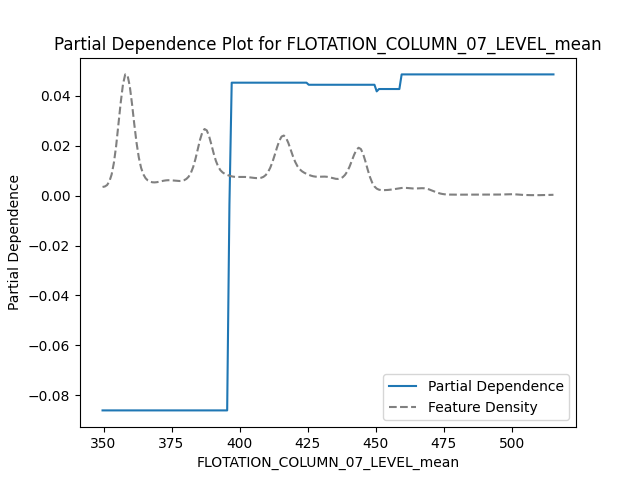 Partial Dependence Plot for FLOTATION_COLUMN_07_LEVEL_mean
0.04
0.02
0.00
−0.02
−0.04
−0.06
−0.08
Partial Dependence
Partial Dependence
Feature Density
350 375 400 425 450 475 500
FLOTATION_COLUMN_07_LEVEL_mean